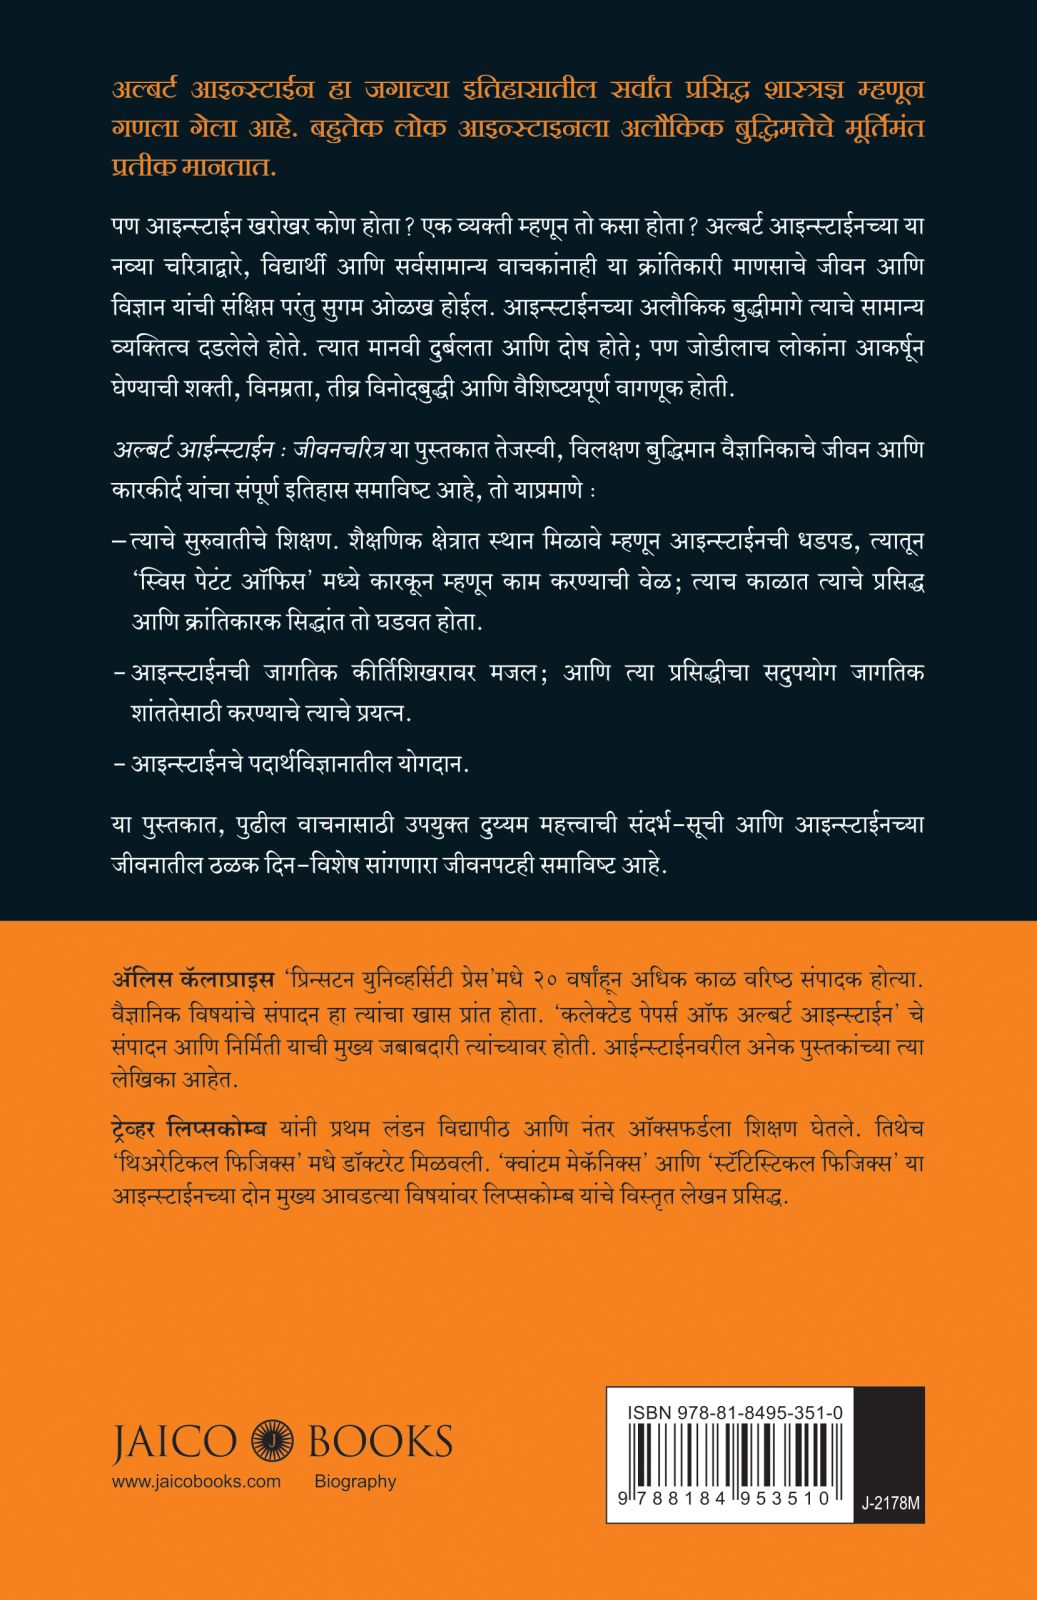 अल्बर्ट आइन्स्टाईन हा जगाच्या इतिहासातील सर्वांत प्रसिद्ध शास्त्रज्ञ म्हणून
गणला गेला आहे. बहुतेक लोक आइन्स्टाइनला अलौकिक बुद्धिमत्तेचे मूर्तिमंत
प्रतीक मानतात.
पण आइन्स्टाईन खरोखर कोण होता? एक व्यक्ती म्हणून तो कसा होता? अल्बर्ट आइन्स्टाईनच्या या
नव्या चरित्राद्वारे, विद्यार्थी आणि सर्वसामान्य वाचकांनाही या क्रांतिकारी माणसाचे जीवन आणि
विज्ञान यांची संक्षिप्त परंतु सुगम ओळख होईल. आइन्स्टाईनच्या अलौकिक बुद्धीमागे त्याचे सामान्य
व्यक्तित्व दडलेले होते. त्यात मानवी दुर्बलता आणि दोष होते; पण जोडीलाच लोकांना आकर्षून
घेण्याची शक्ती, विनम्रता, तीव्र विनोदबुद्धी आणि वैशिष्टयपूर्ण वागणूक होती.
अल्बर्ट आईन्स्टाईन : जीवनचरित्र या पुस्तकात तेजस्वी, विलक्षण बुद्धिमान वैज्ञानिकाचे जीवन आणि
कारकीर्द यांचा संपूर्ण इतिहास समाविष्ट आहे, तो याप्रमाणे :
– त्याचे सुरुवातीचे शिक्षण. शैक्षणिक क्षेत्रात स्थान मिळावे म्हणून आइन्स्टाईनची धडपड, त्यातून
‘स्विस पेटंट ऑफिस’ मध्ये कारकून म्हणून काम करण्याची वेळ; त्याच काळात त्याचे प्रसिद्ध
आणि क्रांतिकारक सिद्धांत तो घडवत होता.
- आइन्स्टाईनची जागतिक कीर्तिशिखरावर मजल; आणि त्या प्रसिद्धीचा सदुपयोग जागतिक
शांततेसाठी करण्याचे त्याचे प्रयत्न.
- आइन्स्टाईनचे पदार्थविज्ञानातील योगदान.
या पुस्तकात, पुढील वाचनासाठी उपयुक्त दुय्यम महत्त्वाची संदर्भ-सूची आणि आइन्स्टाईनच्या
जीवनातील ठळक दिन-विशेष सांगणारा जीवनपटही समाविष्ट आहे.
ॲलिस कॅलाप्राइस ‘प्रिन्सटन युनिव्हर्सिटी प्रेस’मधे २० वर्षांहून अधिक काळ वरिष्ठ संपादक होत्या.
वैज्ञानिक विषयांचे संपादन हा त्यांचा खास प्रांत होता. ‘कलेक्टेड पेपर्स ऑफ अल्बर्ट आइन्स्टाईन’ चे
संपादन आणि निर्मिती याची मुख्य जबाबदारी त्यांच्यावर होती. आईन्स्टाईनवरील अनेक पुस्तकांच्या त्या
लेखिका आहेत.
ट्रेव्हर लिप्सकोम्ब यांनी प्रथम लंडन विद्यापीठ आणि नंतर ऑक्सफर्डला शिक्षण घेतले. तिथेच
‘थिअरेटिकल फिजिक्स’ मधे डॉक्टरेट मिळवली. ‘क्वांटम मेकॅनिक्स’ आणि ‘स्टॅटिस्टिकल फिजिक्स’ या
आइन्स्टाईनच्या दोन मुख्य आवडत्या विषयांवर लिप्सकोम्ब यांचे विस्तृत लेखन प्रसिद्ध.
JAICO J BOOKS
www.jaicobooks.com Biography
ISBN 978-81-8495-351-0
9 788184 953510
J-2178M